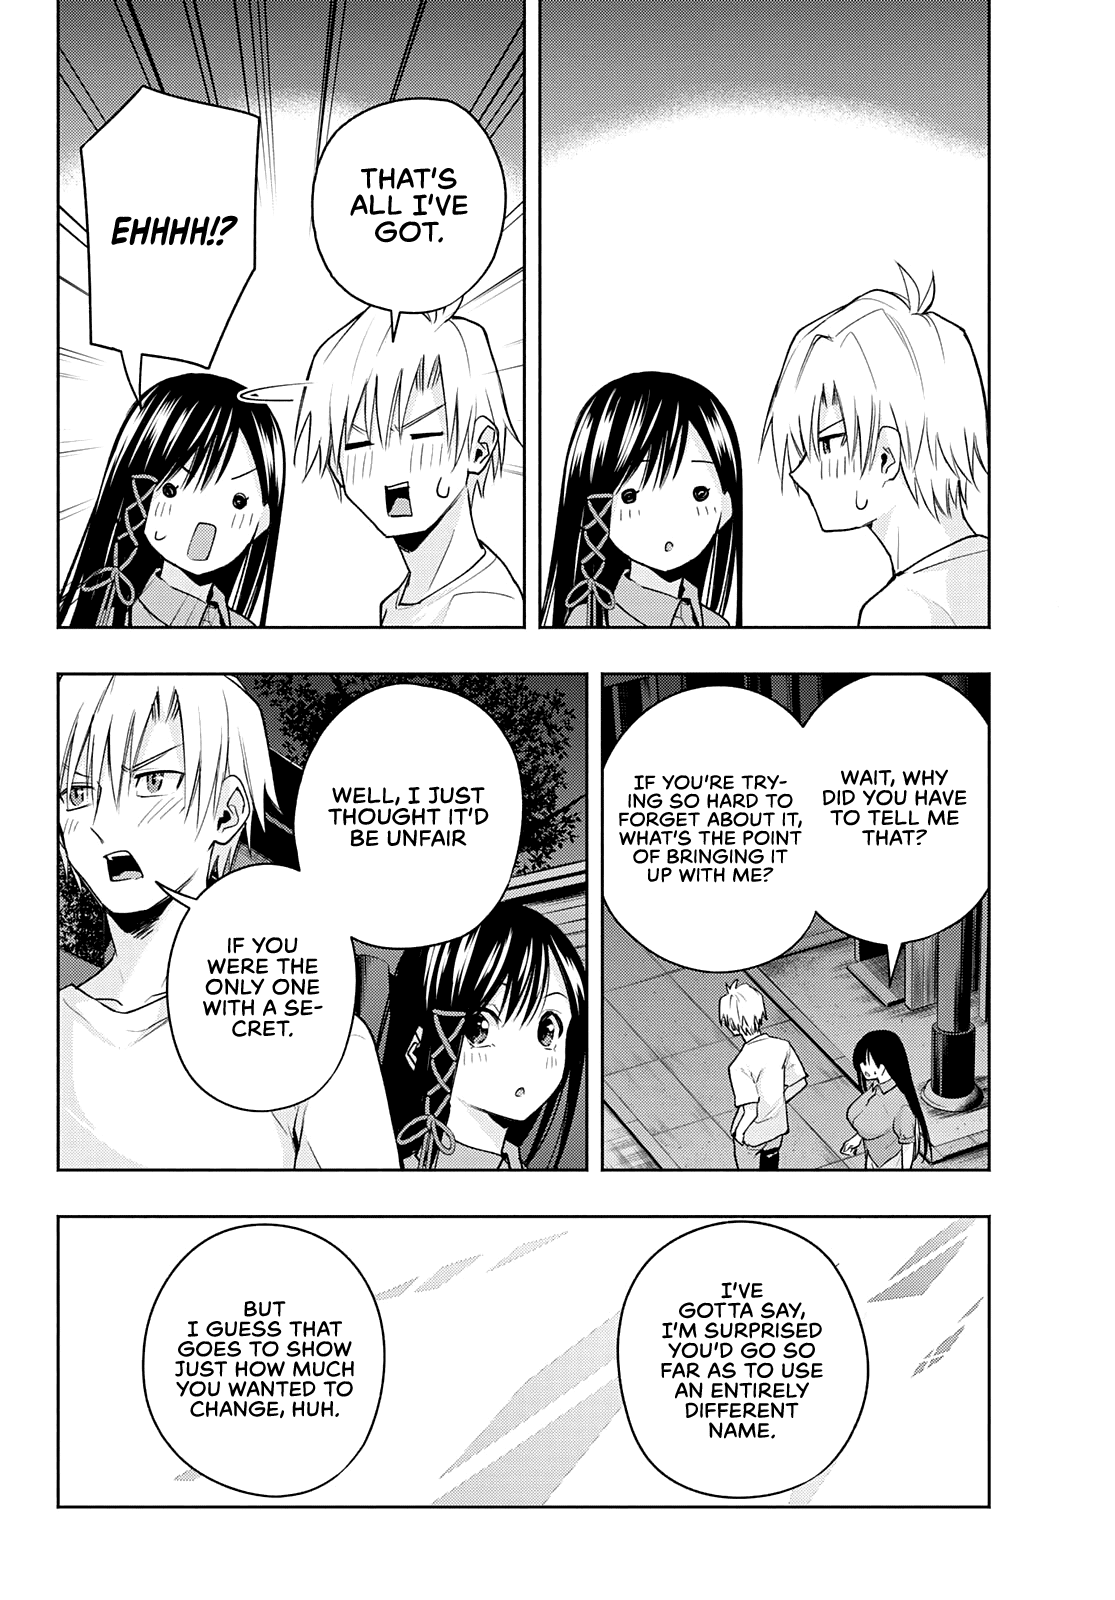 THAT'S
ALL I'VE
GOT.
EHHHH!?
WAIT, WHY
DID YOU HAVE
TO TELL ME
THAT?
IF YOU'RE TRY-
ING SO HARD TO
FORGET ABOUT IT,
WHAT'S THE POINT
OF BRINGING IT
UP WITH ME?
WELL, I JUST
THOUGHT IT'D
BE UNFAIR
IF YOU
WERE THE
ONLY ONE
WITH A SE-
CRET.
I'VE
GOTTA SAY,
I'M SURPRISED
YOU'D GO SO
FAR AS TO USE
AN ENTIRELY
DIFFERENT
NAME.
BUT
I GUESS THAT
GOES TO SHOW
JUST HOW MUCH
YOU WANTED TO
CHANGE, HUH.